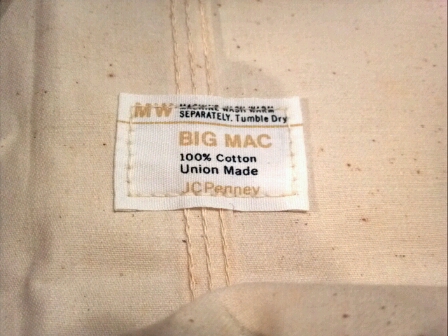 MW MACHINE WASH WARM
SEPARATELY. Tumble Dry
BIG MAC
100% Cotton
Union Made
JCPenney